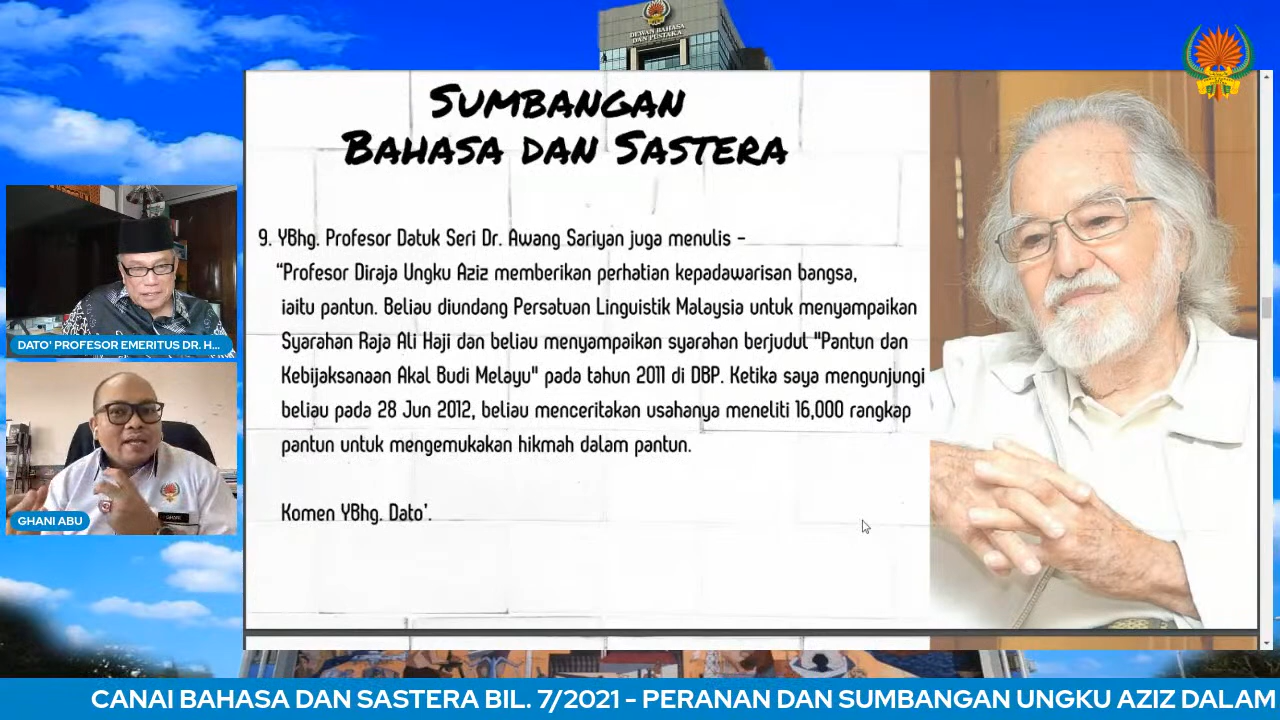 DEWAN BAHASA
DAN PUSTAKA
SUMBANGAN
BAHASA DAN SASTERA
9. YBhg. Profesor Datuk Seri Dr. Awang Sariyan juga menulis -
"Profesor Diraja Ungku Aziz memberikan perhatian kepadawarisan bangsa,
iaitu pantun. Beliau diundang Persatuan Linguistik Malaysia untuk menyampaikan
Syarahan Raja Ali Haji dan beliau menyampaikan syarahan berjudul "Pantun dan
Kebijaksanaan Akal Budi Melayu" pada tahun 2011 di DBP. Ketika saya mengunjungi
beliau pada 28 Jun 2012, beliau menceritakan usahanya meneliti 16,000 rangkap
pantun untuk mengemukakan hikmah dalam pantun.
Komen YBhg. Dato'.
DATO' PROFESOR EMERITUS DR. H...
GHANI ABU
CANAI BAHASA DAN SASTERA BIL. 7/2021 - PERANAN DAN SUMBANGAN UNGKU AZIZ DALAM